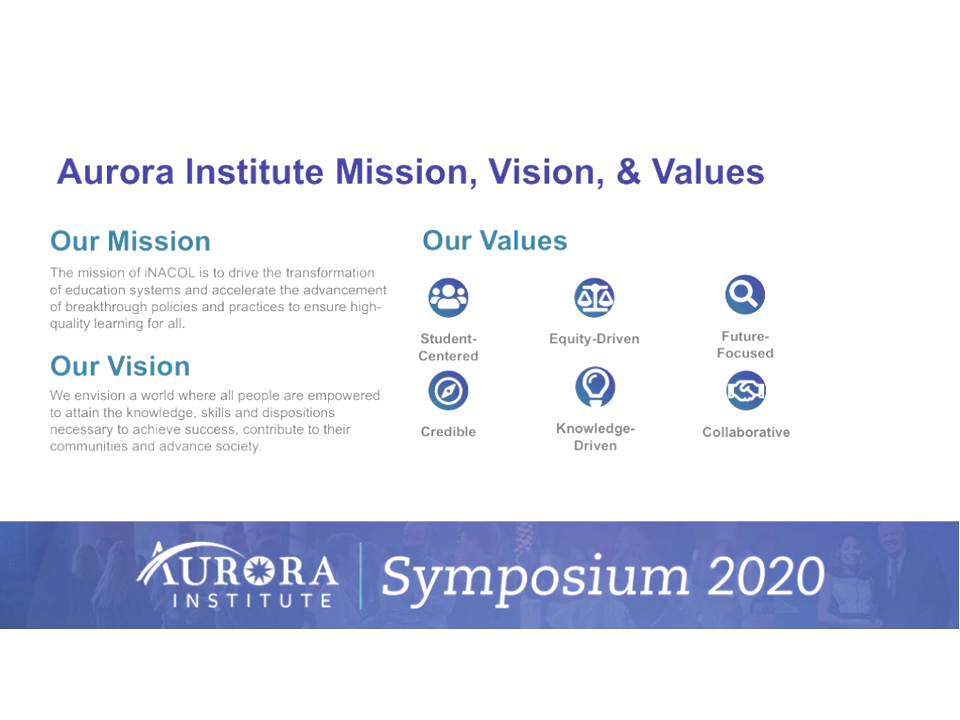 Aurora Institute Mission, Vision, & Values
Our Mission
The mission of iNACOL is to drive the transformation
of education systems and accelerate the advancement
of breakthrough policies and practices to ensure high-
quality learning for all.
Our Vision
We envision a world where all people are empowered
to attain the knowledge, skills and dispositions
necessary to achieve success, contribute to their
communities and advance society.
Our Values
Student-
Centered
Equity-Driven
Future-
Focused
Credible
Knowledge-
Driven
Collaborative
AURORA
INSTITUTE
Symposium 2020